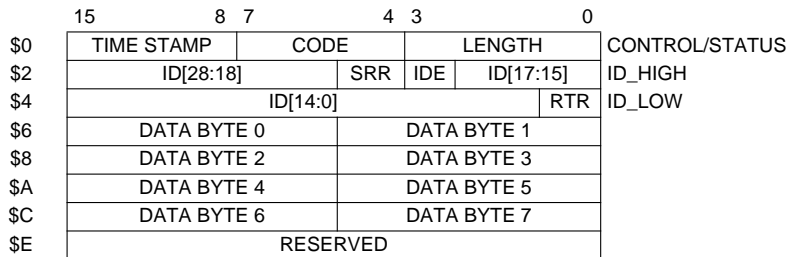 15 8 7 4 3 0
$0 TIME STAMP CODE LENGTH CONTROL/STATUS
$2 ID[28:18] SRR IDE ID[17:15] ID_HIGH
$4 ID[14:0] RTR ID_LOW
$6 DATA BYTE 0 DATA BYTE 1
$8 DATA BYTE 2 DATA BYTE 3
$A DATA BYTE 4 DATA BYTE 5
$C DATA BYTE 6 DATA BYTE 7
$E RESERVED